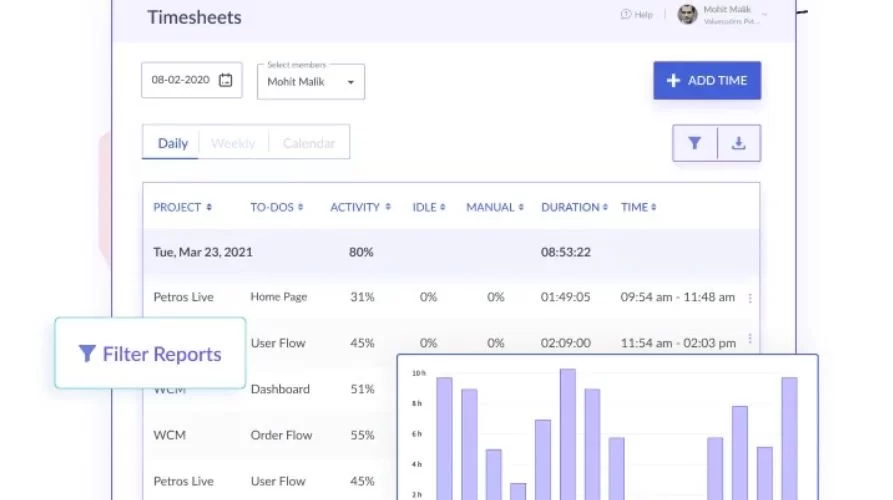 Timesheets
Help
Mohit Malik
Valuecoders Pvt...
08-02-2020
Select members
Mohit Malik
ADD TIME
Daily Weekly Calendar
PROJECT TO-DOS ACTIVITY IDLE MANUAL DURATION TIME
Tue, Mar 23, 2021 80% 08:53:22
Petros Live Home Page 31% 0% 0% 01:49:05 09:54 am - 11:48 am
User Flow 45% 0% 0% 02:09:00 11:54 am - 02:03 pm
Filter Reports
WCM Dashboard 51%
WCM Order Flow 55%
Petros Live User Flow 45%
10 h
8 h
6 h
4 h
2 h